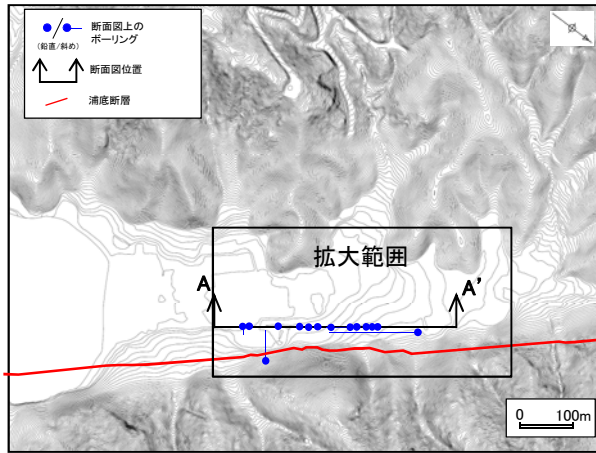 断面図上の
ボーリング
(鉛直/斜め)
断面図位置
浦底断層
拡大範囲
A
A’
0 100m